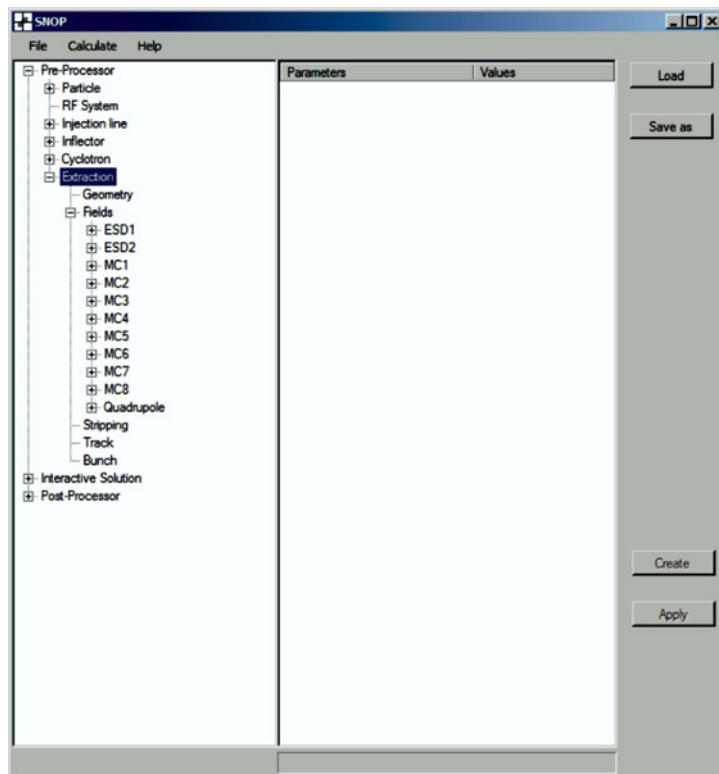 SNOP
File Calculate Help
Pre-Processor
Particle
RF System
Injection line
Inflector
Cyclotron
Extraction
Geometry
Fields
ESD1
ESD2
MC1
MC2
MC3
MC4
MC5
MC6
MC7
MC8
Quadrupole
Stripping
Track
Bunch
Interactive Solution
Post-Processor
Parameters Values
Load
Save as
Create
Apply